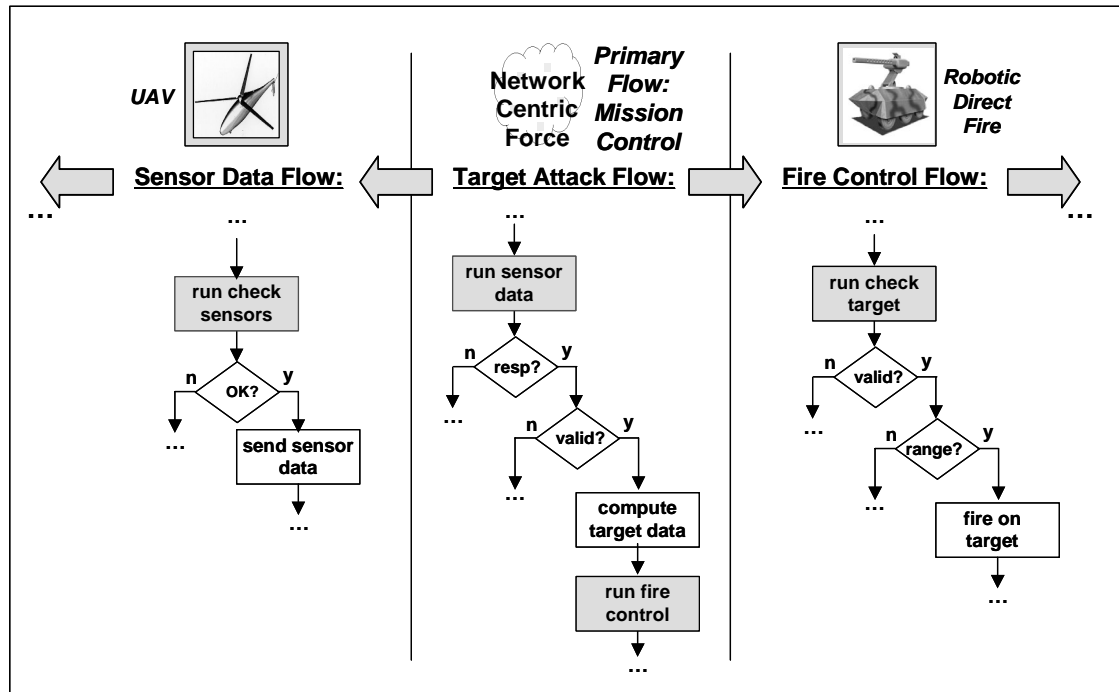 UAV
Network
Centric
Force
Primary
Flow:
Mission
Control
Robotic
Direct
Fire
...
Sensor Data Flow:
Target Attack Flow:
Fire Control Flow:
...
...
run check
sensors
n
OK?
y
...
send sensor
data
...
...
run sensor
data
n
resp?
y
...
n
valid?
y
...
compute
target data
run fire
control
...
...
run check
target
n
valid?
y
...
n
range?
y
...
fire on
target
...